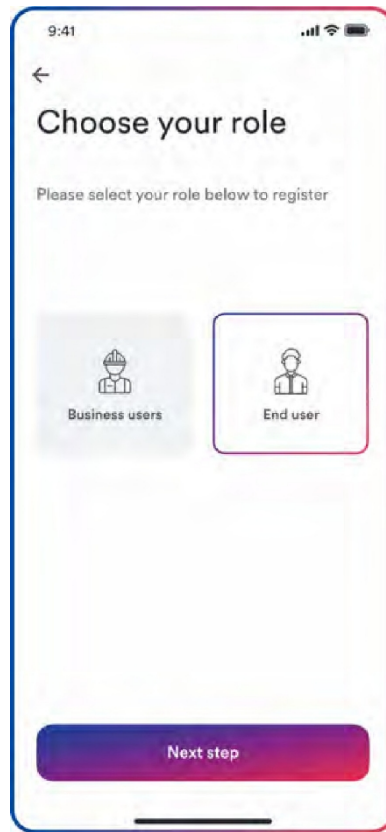 9:41
Choose your role
Please select your role below to register
Business users
End user
Next step